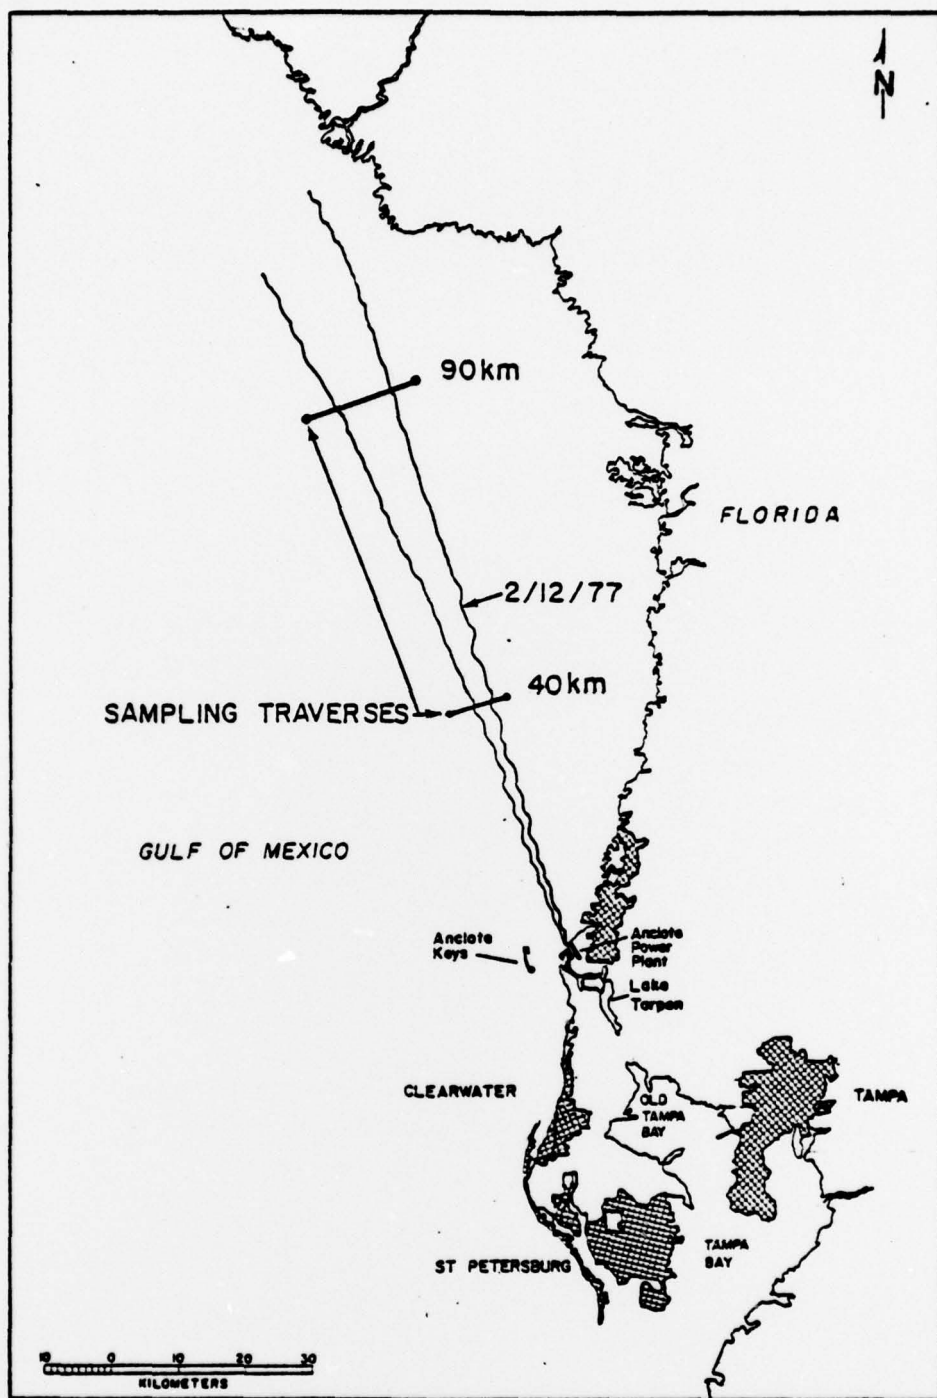 N
90km
FLORIDA
2/12/77
40km
SAMPLING TRAVERSES
GULF OF MEXICO
Anclote
Keys
Anclote
Power
Plant
Lake
Tarpon
CLEARWATER
OLD
TAMPA
BAY
TAMPA
ST PETERSBURG
TAMPA
BAY
10 0 10 20 30
KILOMETERS